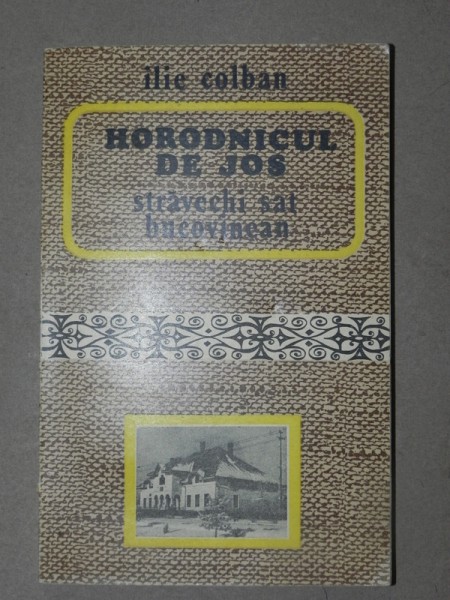 ilie colban
HORODNICUL
DE JOS
străvechi sat
bucovinean